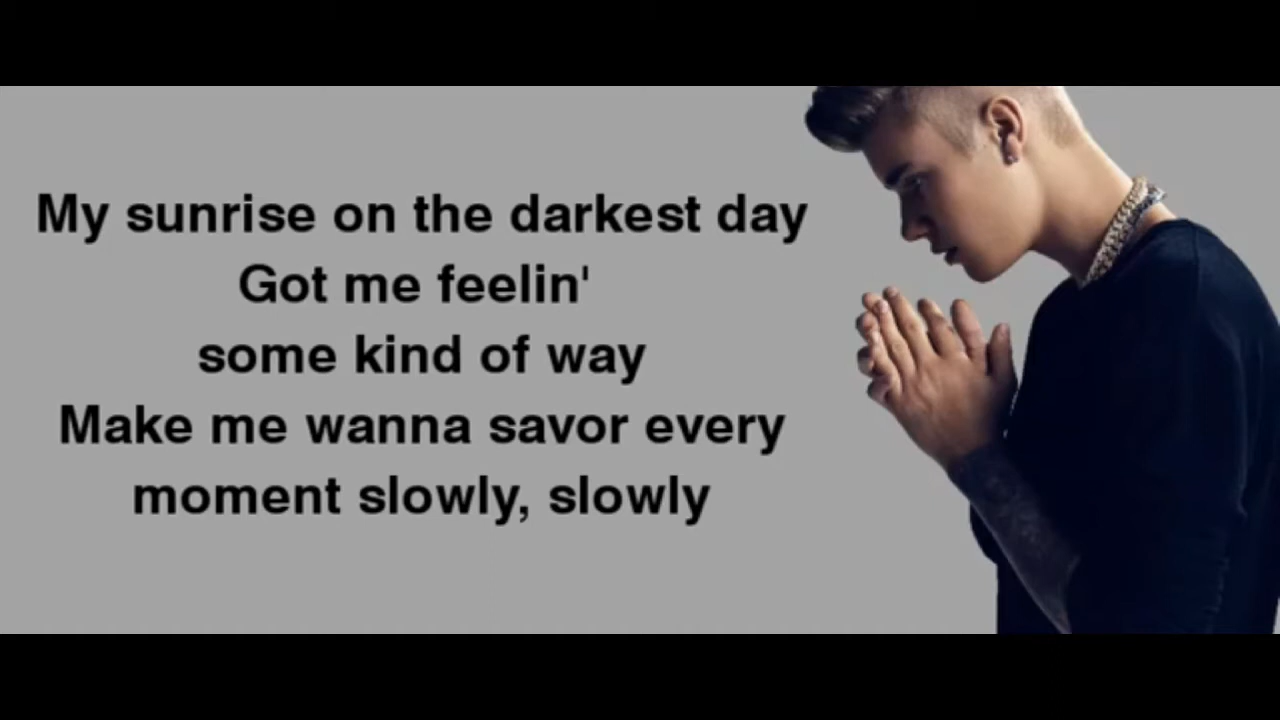 My sunrise on the darkest day
Got me feelin'
some kind of way
Make me wanna savor every
moment slowly, slowly